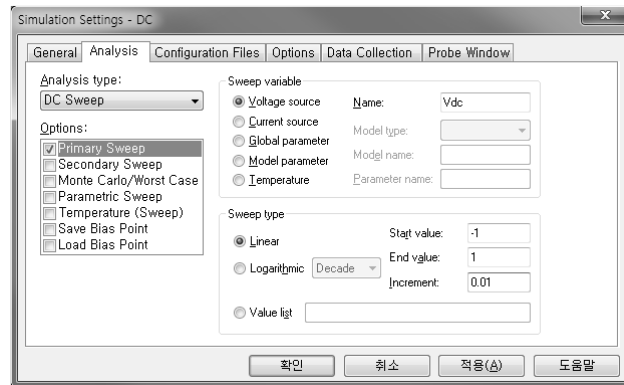 Simulation Settings - DC
x
General Analysis Configuration Files Options Data Collection Probe Window
Analysis type:
DC Sweep
Options:
Primary Sweep
Secondary Sweep
Monte Carlo/Worst Case
Parametric Sweep
Temperature (Sweep)
Save Bias Point
Load Bias Point
Sweep variable
Voltage source
Current source
Global parameter
Model parameter
Temperature
Name: Vdc
Model type:
Model name:
Parameter name:
Sweep type
Linear
Logarithmic Decade
Start value: -1
End value: 1
Increment: 0.01
Value list
확인 취소 적용(A) 도움말